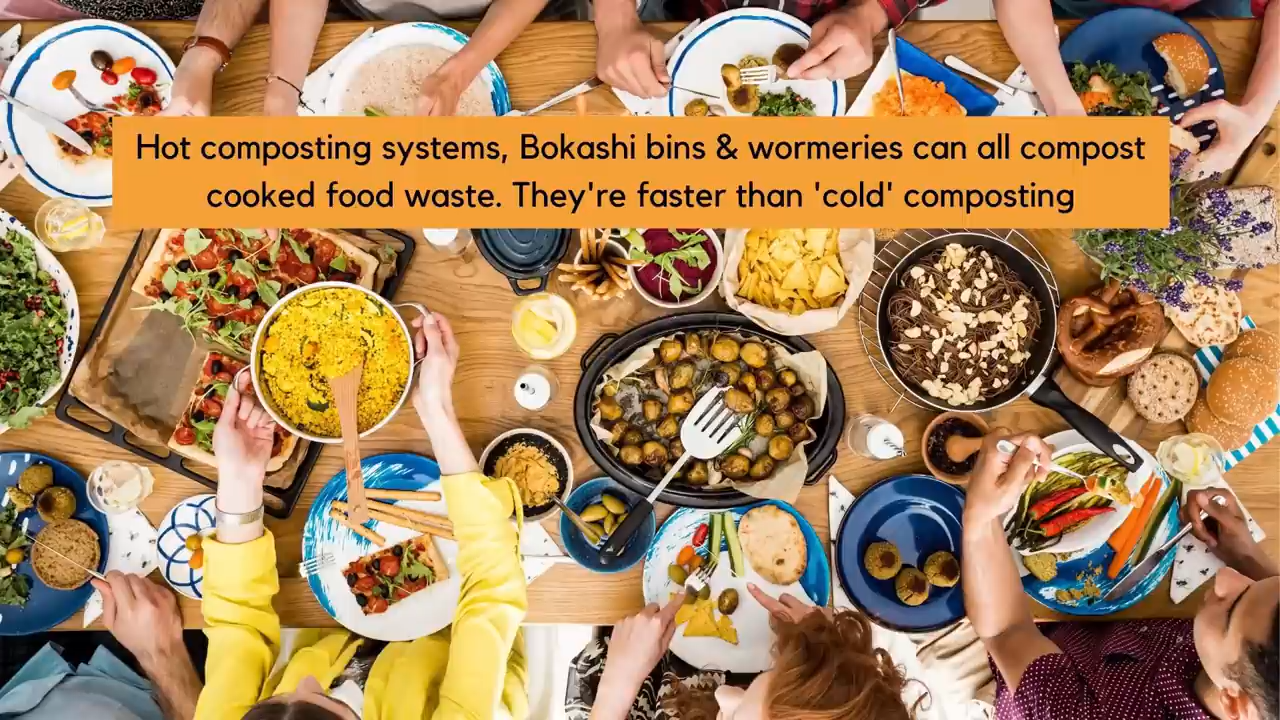 Hot composting systems, Bokashi bins & wormeries can all compost
cooked food waste. They're faster than 'cold' composting